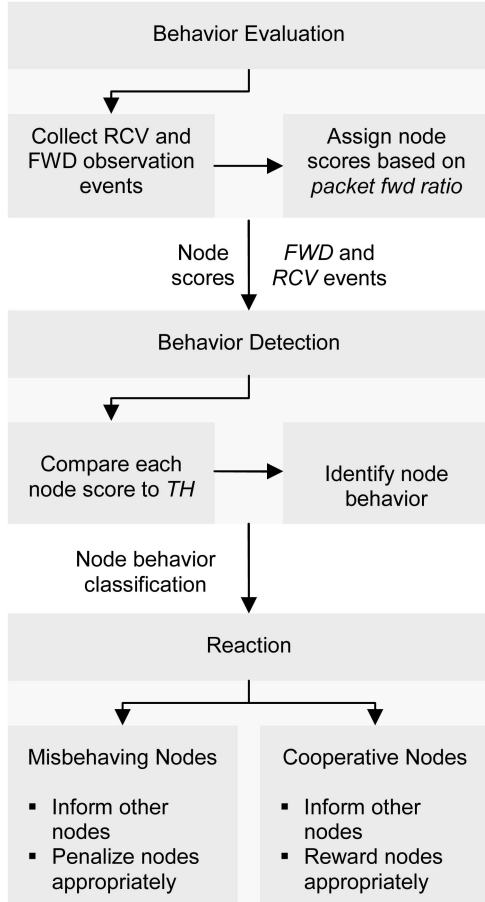 Behavior Evaluation
Collect RCV and
FWD observation
events
Assign node
scores based on
packet fwd ratio
Node
scores
FWD and
RCV events
Behavior Detection
Compare each
node score to TH
Identify node
behavior
Node behavior
classification
Reaction
Misbehaving Nodes
▪ Inform other
nodes
▪ Penalize nodes
appropriately
Cooperative Nodes
▪ Inform other
nodes
▪ Reward nodes
appropriately